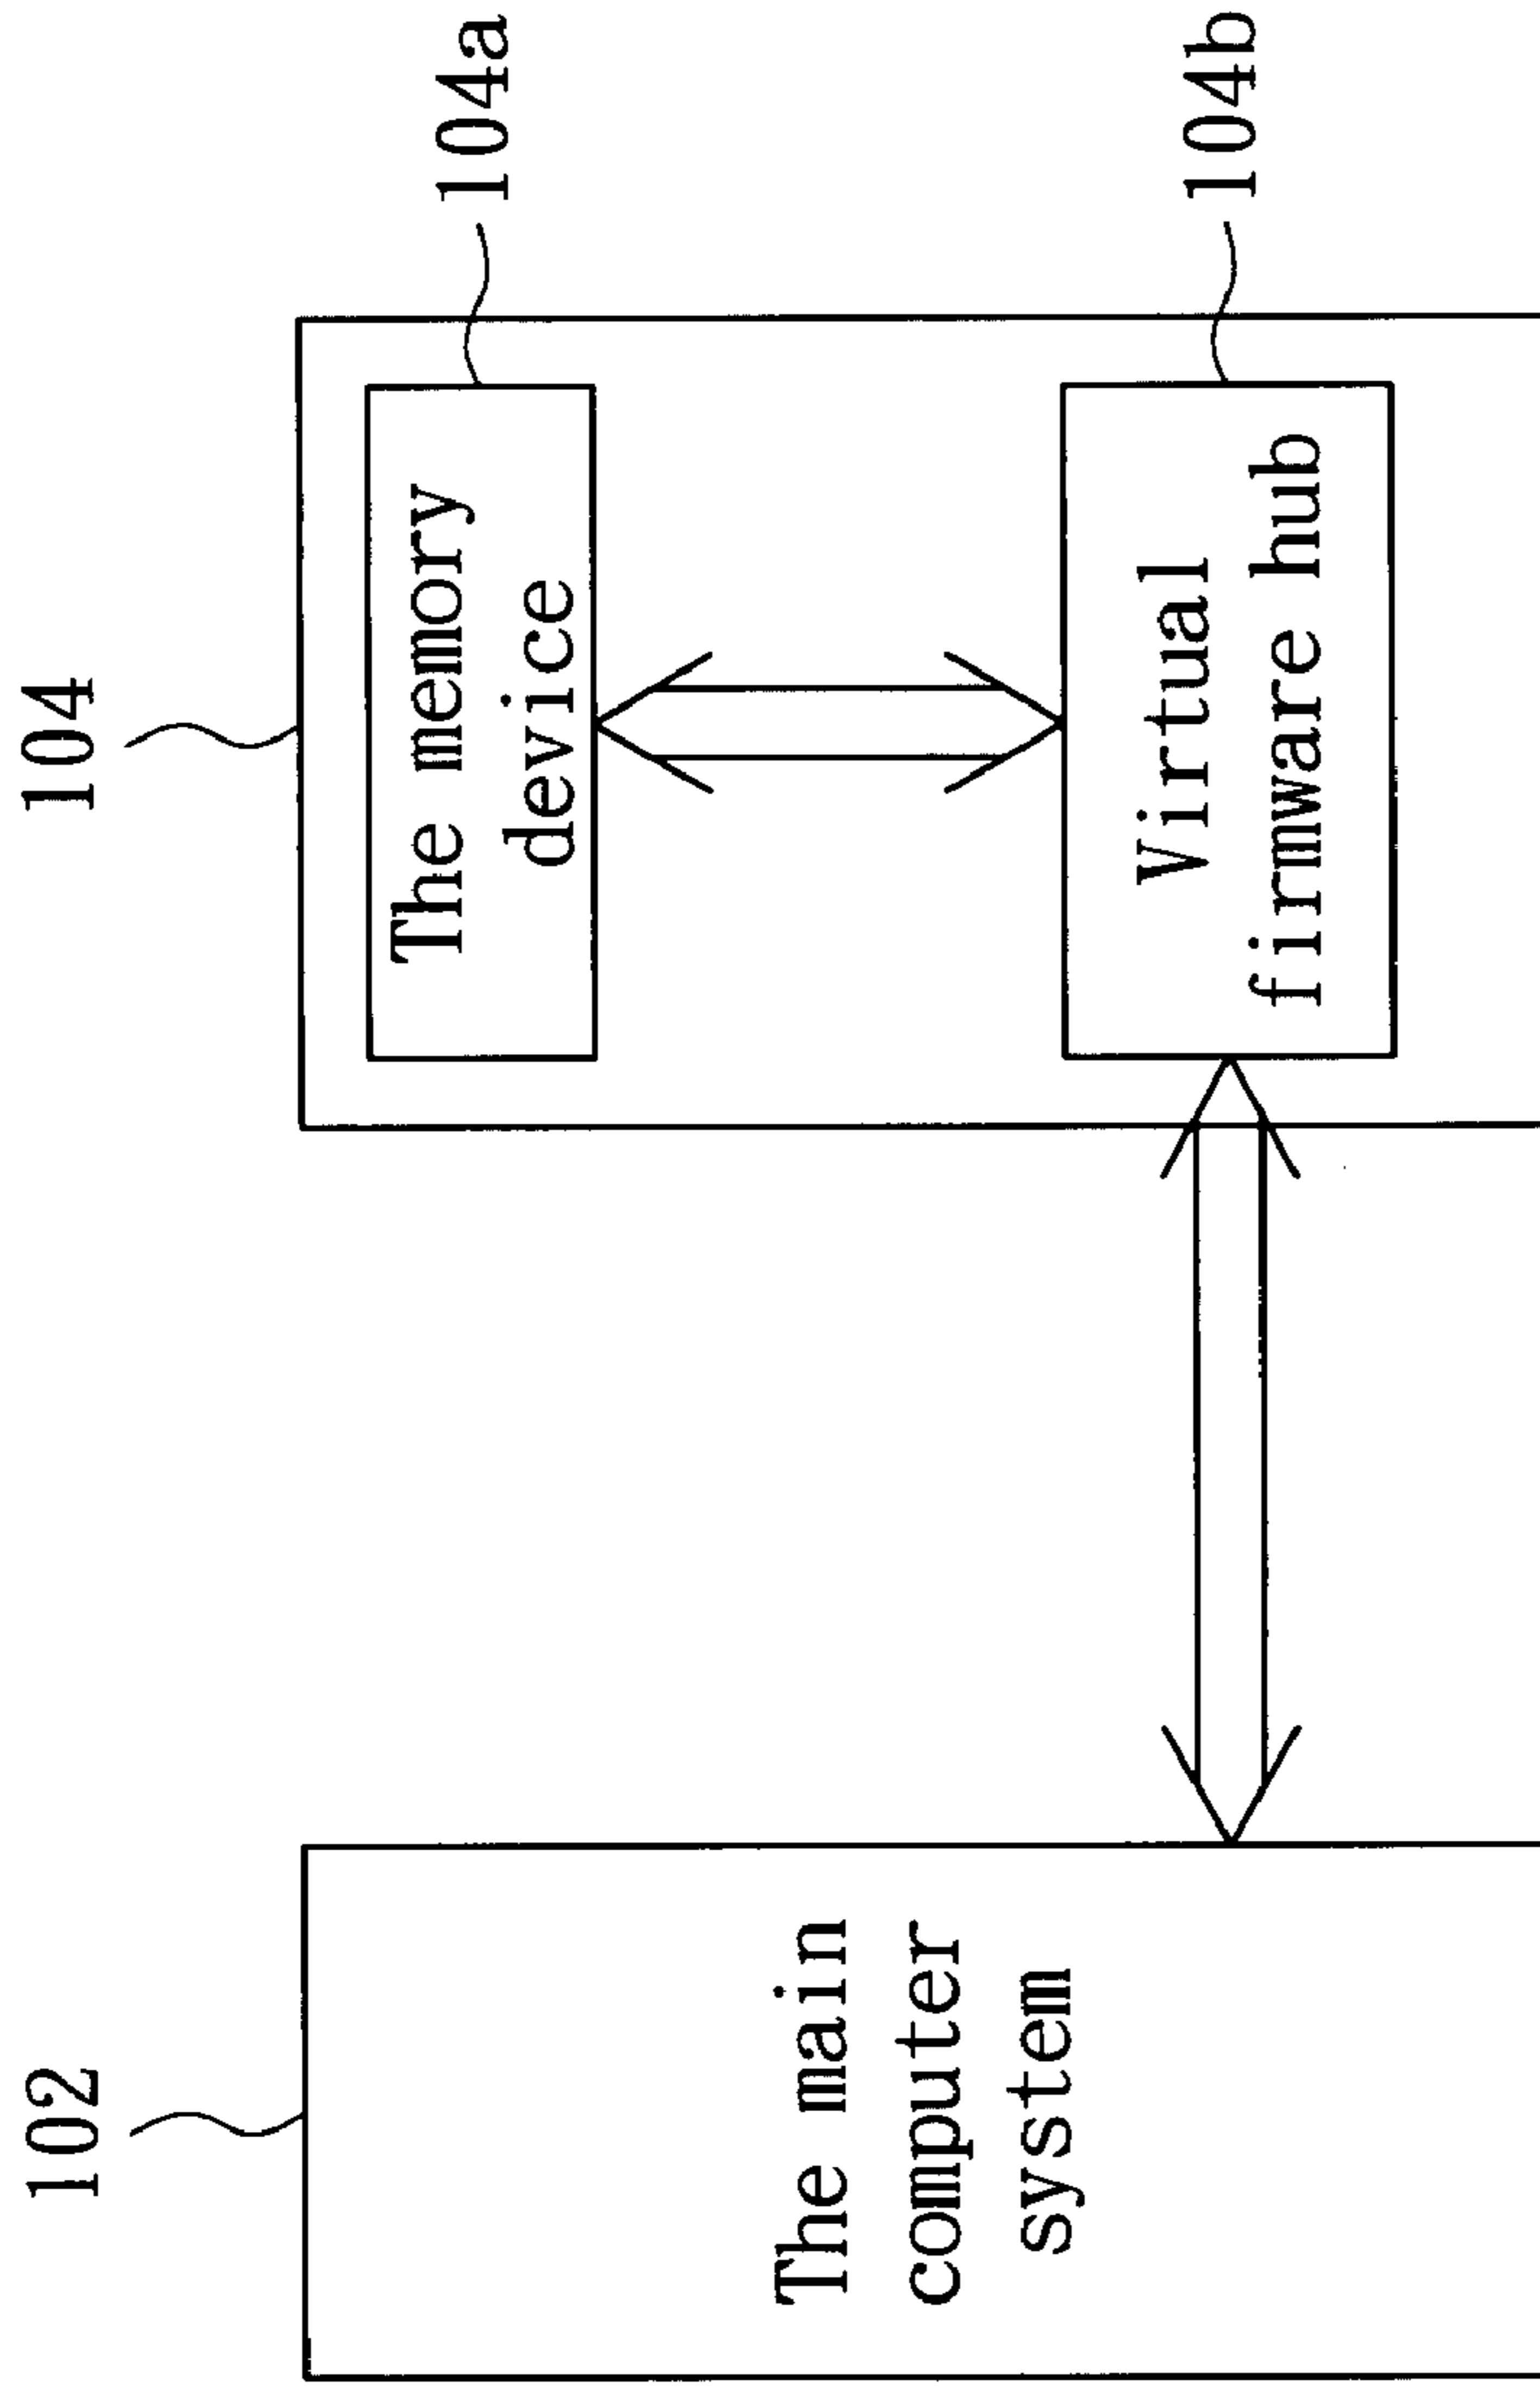 102
104
The main
computer
system
The memory
device
104a
Virtual
firmware hub
104b